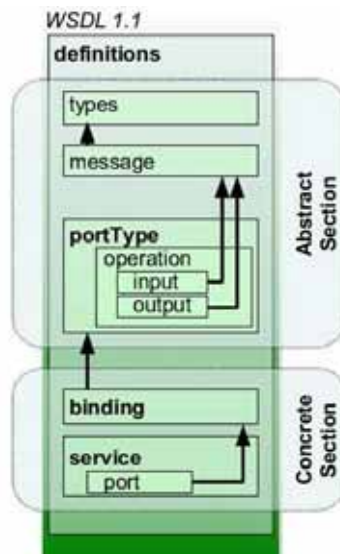 WSDL 1.1
definitions
types
message
portType
operation
input
output
Abstract
Section
binding
service
port
Concrete
Section